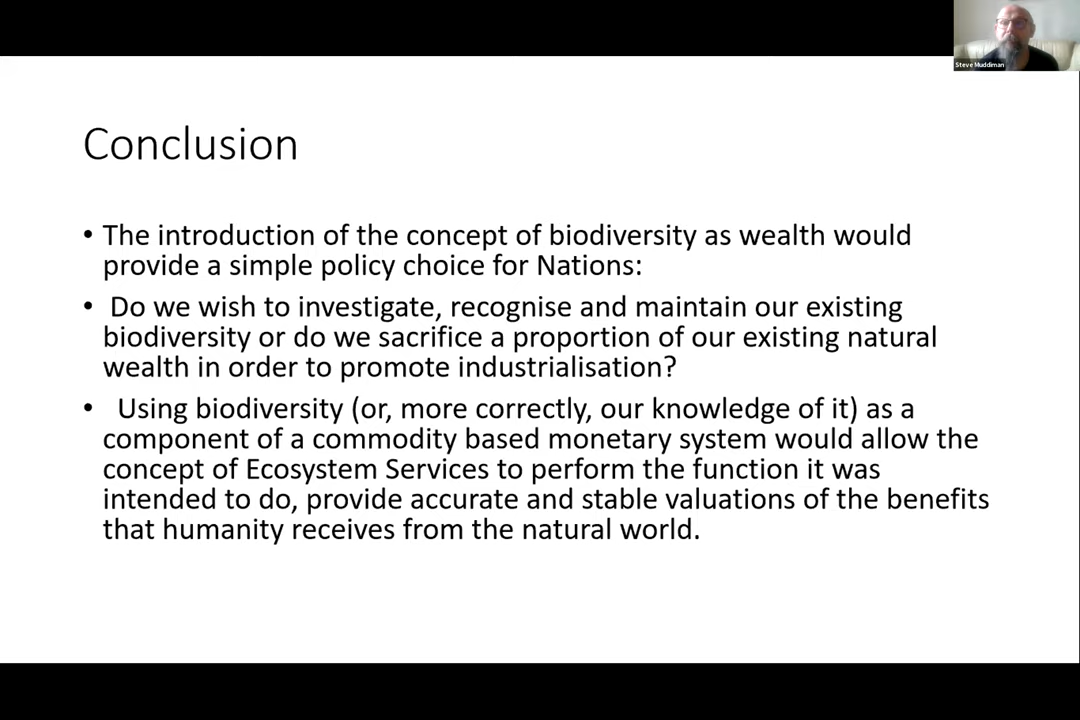 Steve Muddiman
Conclusion
• The introduction of the concept of biodiversity as wealth would
provide a simple policy choice for Nations:
• Do we wish to investigate, recognise and maintain our existing
biodiversity or do we sacrifice a proportion of our existing natural
wealth in order to promote industrialisation?
• Using biodiversity (or, more correctly, our knowledge of it) as a
component of a commodity based monetary system would allow the
concept of Ecosystem Services to perform the function it was
intended to do, provide accurate and stable valuations of the benefits
that humanity receives from the natural world.